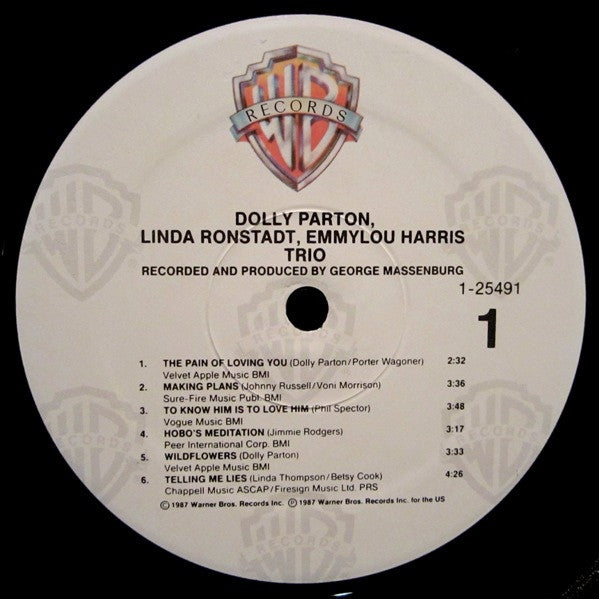 WB
RECORDS
DOLLY PARTON,
LINDA RONSTADT, EMMYLOU HARRIS
TRIO
RECORDED AND PRODUCED BY GEORGE MASSENBURG
1-25491
1
1. THE PAIN OF LOVING YOU (Dolly Parton/Porter Wagoner) 2:32
Velvet Apple Music BMI
2. MAKING PLANS (Johnny Russell/Voni Morrison) 3:36
Sure-Fire Music Publ. BMI
3. TO KNOW HIM IS TO LOVE HIM (Phil Spector) 3:48
Vogue Music BMI
4. HOBO'S MEDITATION (Jimmie Rodgers) 3:17
Peer International Corp. BMI
5. WILDFLOWERS (Dolly Parton) 3:33
Velvet Apple Music BMI
6. TELLING ME LIES (Linda Thompson/Betsy Cook) 4:26
Chappell Music ASCAP/Firesign Music Ltd. PRS
© 1987 Warner Bros. Records Inc. ℗ 1987 Warner Bros. Records Inc. for the US